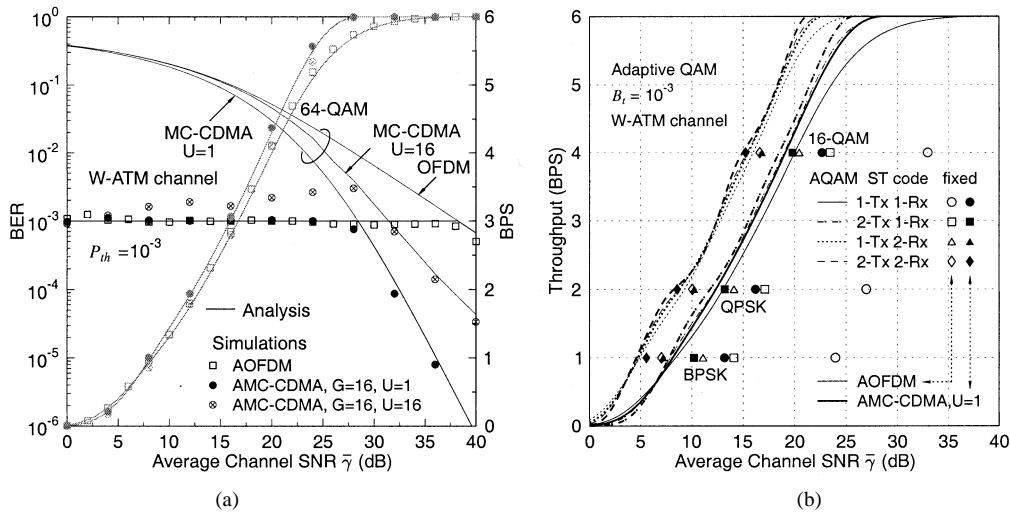 10^0
10^-1
10^-2
10^-3
10^-4
10^-5
10^-6
BER
6
5
4
3
2
1
0
BPS
64-QAM
MC-CDMA
U=1
MC-CDMA
U=16
OFDM
W-ATM channel
P_th = 10^-3
Analysis
Simulations
AOFDM
AMC-CDMA, G=16, U=1
AMC-CDMA, G=16, U=16
0 5 10 15 20 25 30 35 40
Average Channel SNR γ̄ (dB)
(a)
6
5
4
3
2
1
0
Throughput (BPS)
Adaptive QAM
B_t = 10^-3
W-ATM channel
16-QAM
AQAM ST code fixed
1-Tx 1-Rx
2-Tx 1-Rx
1-Tx 2-Rx
2-Tx 2-Rx
QPSK
BPSK
AOFDM
AMC-CDMA,U=1
0 5 10 15 20 25 30 35 40
Average Channel SNR γ̄ (dB)
(b)